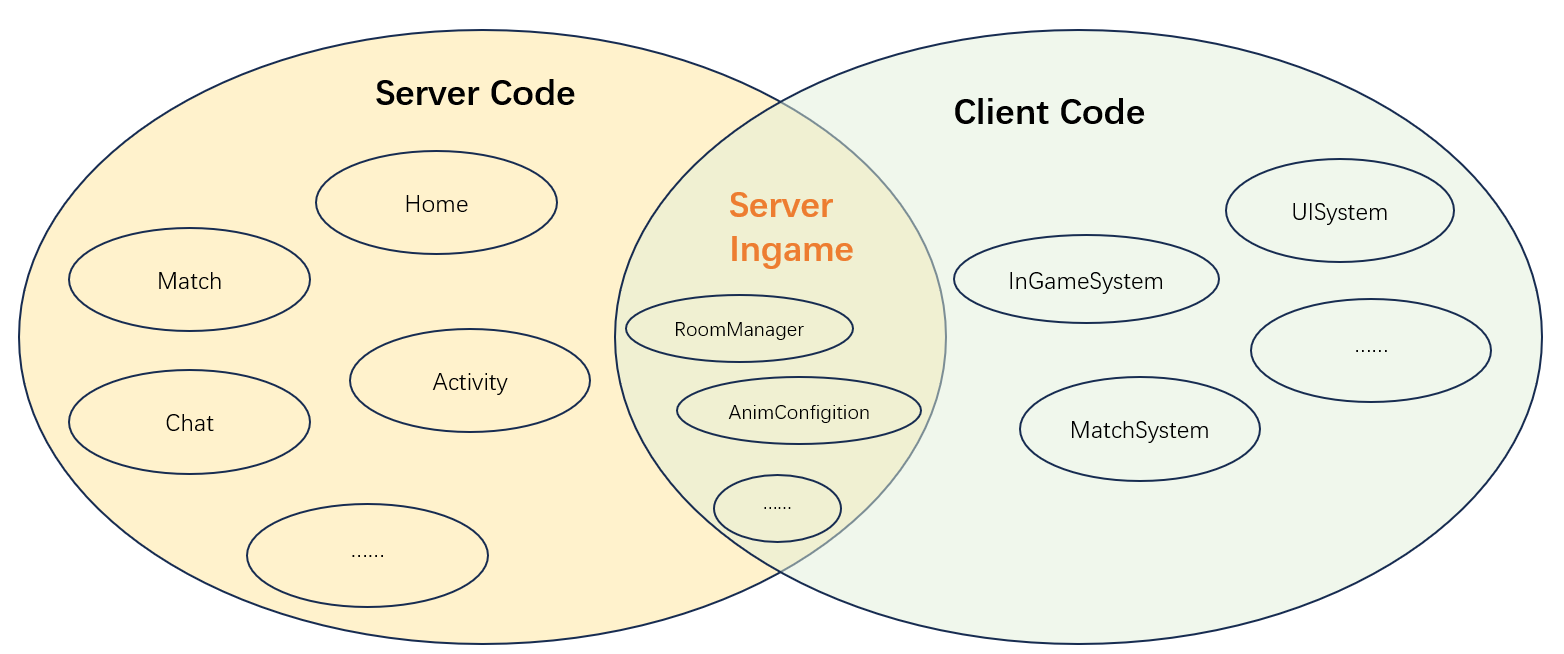 Server Code
Client Code
Home
Match
Activity
Chat
......
Server
Ingame
RoomManager
AnimConfigition
......
UISystem
InGameSystem
......
MatchSystem